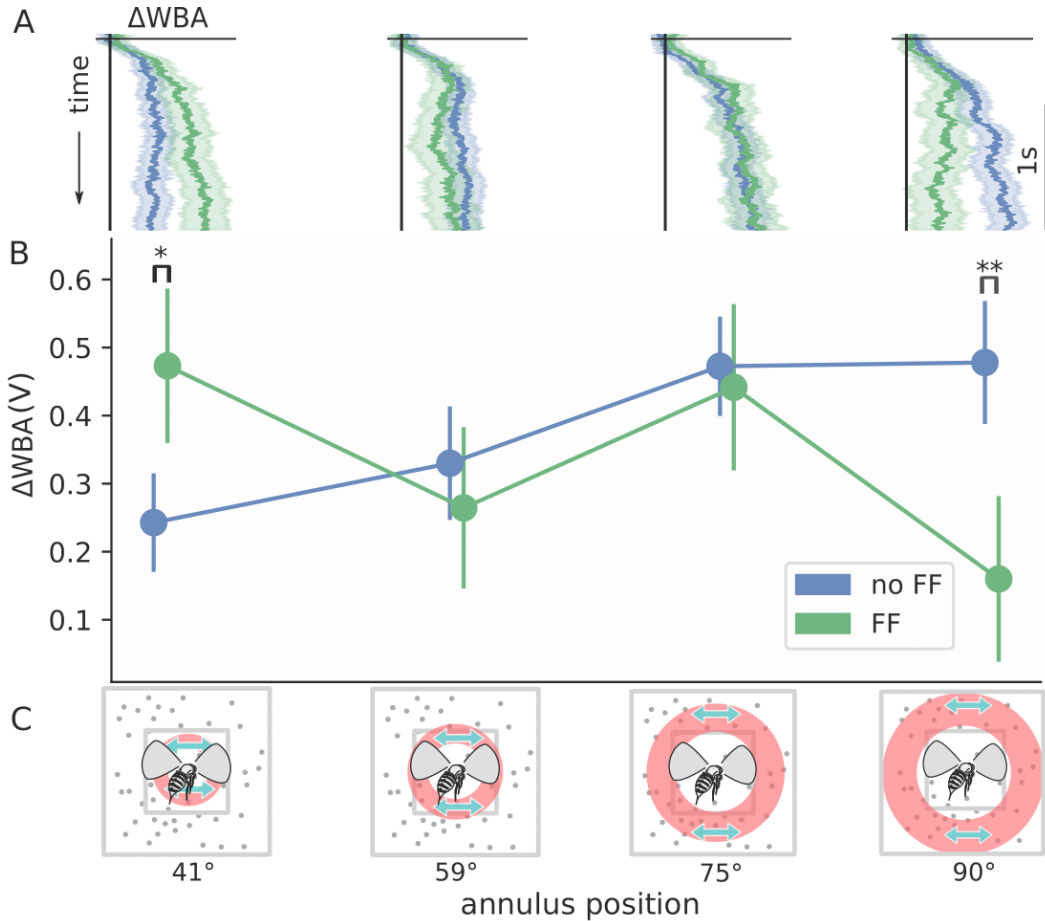 A
ΔWBA
time
1s
B
*
**
0.6
0.5
0.4
0.3
0.2
0.1
ΔWBA(V)
no FF
FF
C
41°
59°
75°
90°
annulus position